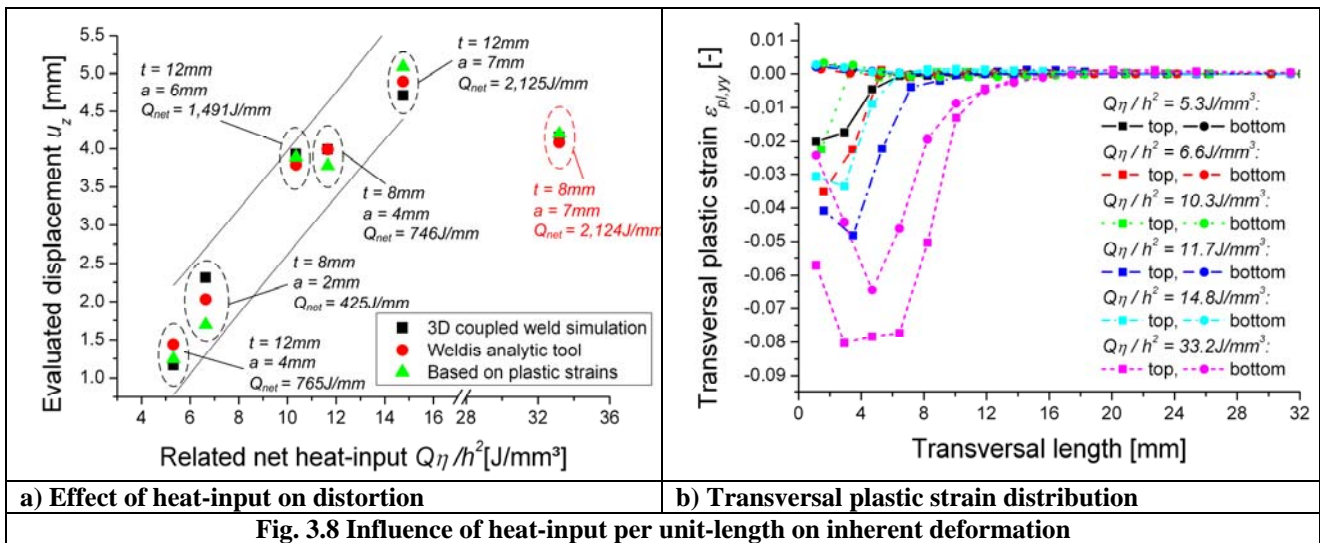 5.5
5.0
4.5
4.0
3.5
3.0
2.5
2.0
1.5
1.0
Evaluated displacement u_z [mm]
t = 12mm
a = 6mm
Q_net = 1,491J/mm
t = 12mm
a = 7mm
Q_net = 2,125J/mm
t = 8mm
a = 4mm
Q_net = 746J/mm
t = 8mm
a = 7mm
Q_net = 2,124J/mm
t = 8mm
a = 2mm
Q_net = 425J/mm
t = 12mm
a = 4mm
Q_net = 765J/mm
3D coupled weld simulation
Weldis analytic tool
Based on plastic strains
4 6 8 10 12 14 16 28 32 34
Related net heat-input Qη/h²[J/mm³]
0.01
0.00
-0.01
-0.02
-0.03
-0.04
-0.05
-0.06
-0.07
-0.08
-0.09
Transversal plastic strain ε_pl,yy [-]
Qη / h² = 5.3J/mm³:
top, bottom
Qη / h² = 6.6J/mm³:
top, bottom
Qη / h² = 10.3J/mm³:
top, bottom
Qη / h² = 11.7J/mm³:
top, bottom
Qη / h² = 14.8J/mm³:
top, bottom
Qη / h² = 33.2J/mm³:
top, bottom
0 4 8 12 16 20 24 28 32
Transversal length [mm]
a) Effect of heat-input on distortion
b) Transversal plastic strain distribution
Fig. 3.8 Influence of heat-input per unit-length on inherent deformation